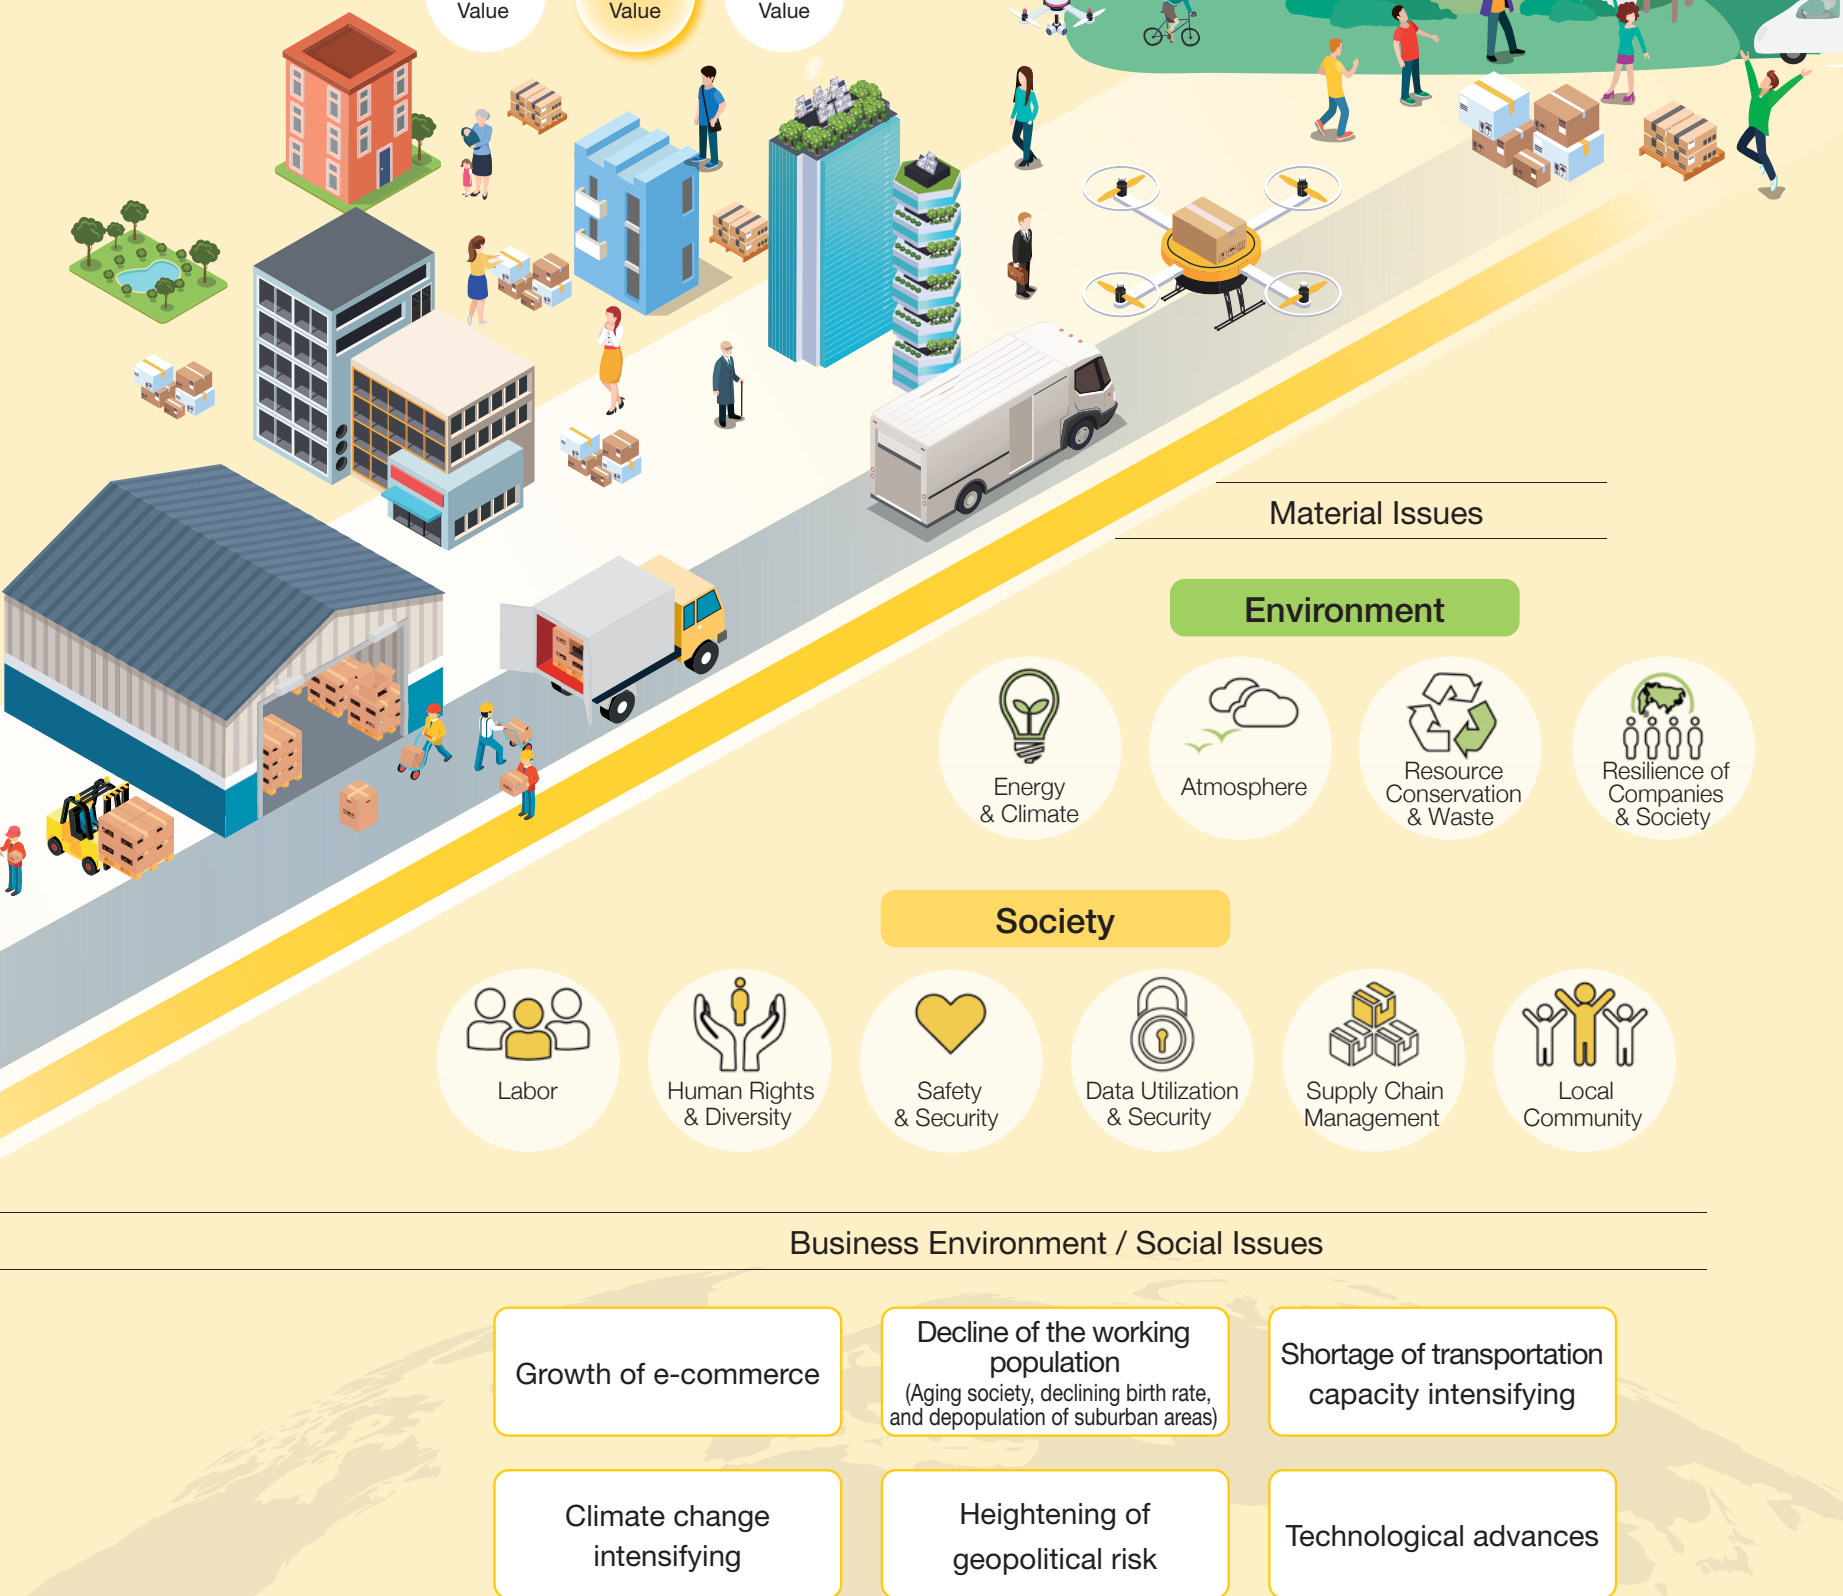 Value
Value
Value
Material Issues
Environment
Energy
& Climate
Atmosphere
Resource
Conservation
& Waste
Resilience of
Companies
& Society
Society
Labor
Human Rights
& Diversity
Safety
& Security
Data Utilization
& Security
Supply Chain
Management
Local
Community
Business Environment / Social Issues
Growth of e-commerce
Decline of the working
population
(Aging society, declining birth rate,
and depopulation of suburban areas)
Shortage of transportation
capacity intensifying
Climate change
intensifying
Heightening of
geopolitical risk
Technological advances